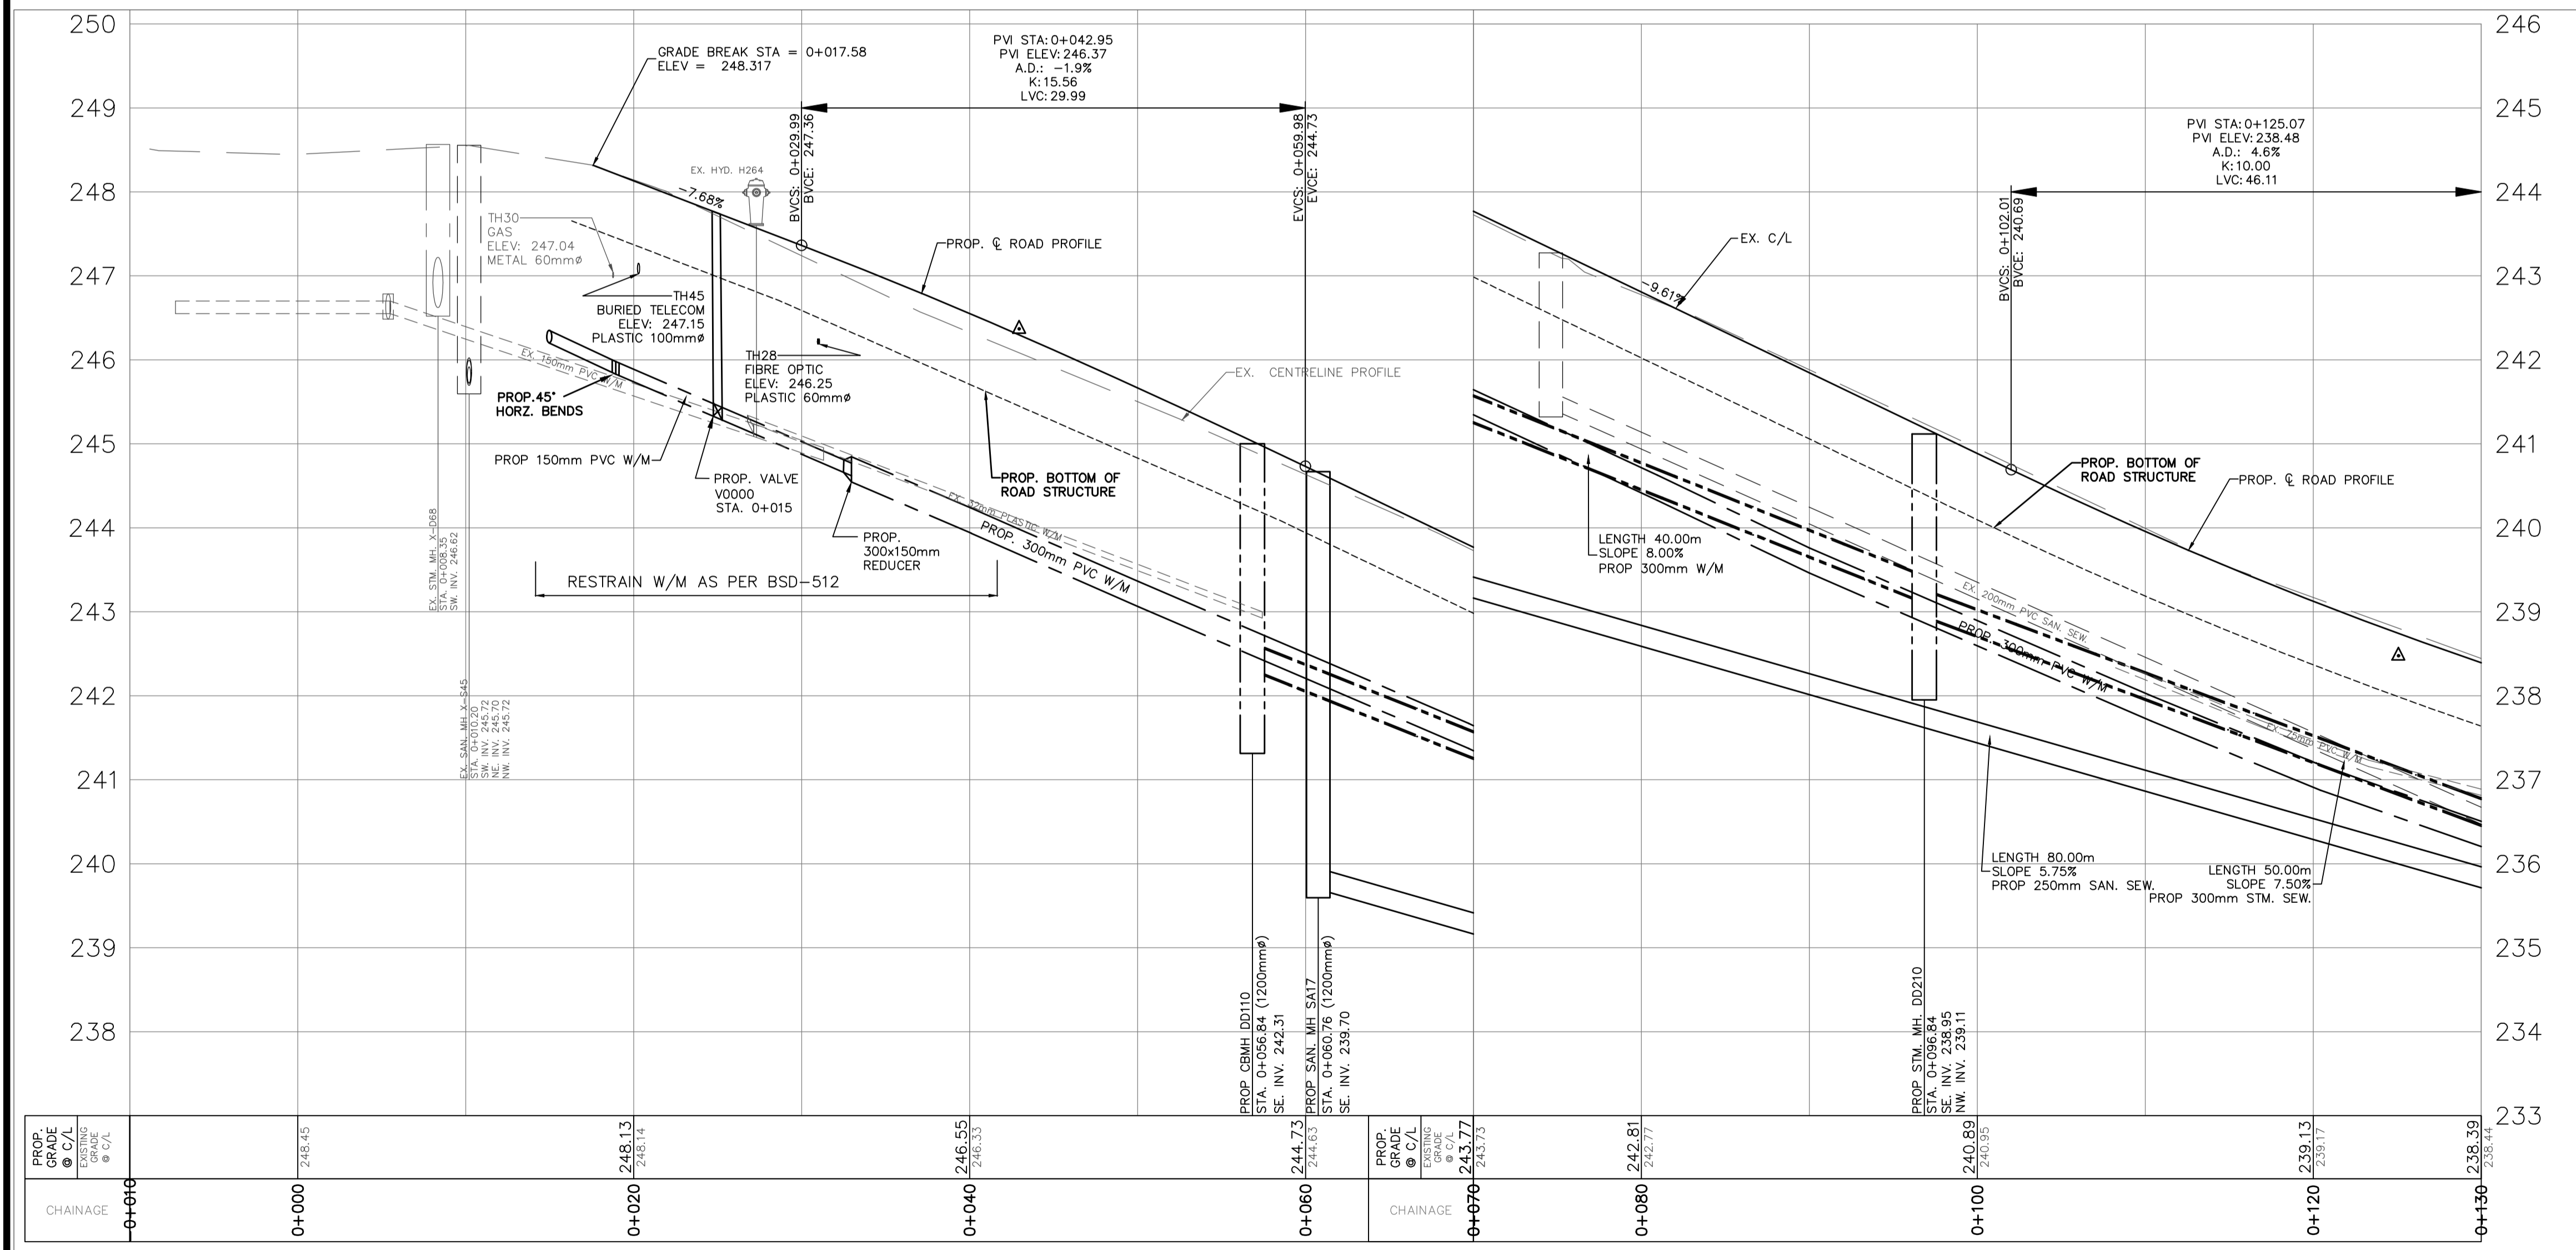 250
249
248
247
246
245
244
243
242
241
240
239
238
246
245
244
243
242
241
240
239
238
237
236
235
234
233
GRADE BREAK STA = 0+017.58
ELEV = 248.317
PVI STA:0+042.95
PVI ELEV:246.37
A.D.: -1.9%
K:15.56
LVC:29.99
BVCS: 0+029.99
BVCE: 247.36
EVCS: 0+059.98
EVCE: 244.73
-7.68%
EX. HYD. H264
PROP. ℄ ROAD PROFILE
TH30
GAS
ELEV: 247.04
METAL 60mmø
TH45
BURIED TELECOM
ELEV: 247.15
PLASTIC 100mmø
TH28
FIBRE OPTIC
ELEV: 246.25
PLASTIC 60mmø
EX. 150mm PVC W/M
PROP.45°
HORZ. BENDS
PROP 150mm PVC W/M
PROP. VALVE
V0000
STA. 0+015
PROP.
300x150mm
REDUCER
EX. CENTRELINE PROFILE
PROP. BOTTOM OF
ROAD STRUCTURE
EX. 32mm PLASTIC W/M
PROP. 300mm PVC W/M
RESTRAIN W/M AS PER BSD-512
EX. STM. MH. X-D68
STA. 0+008.35
SW. INV. 246.62
EX. SAN. MH X-S45
STA. 0+010.20
SW. INV. 245.72
NE. INV. 245.70
NW. INV. 245.72
PROP CBMH DD110
STA. 0+056.84 (1200mmø)
SE. INV. 242.31
PROP SAN. MH SA17
STA. 0+060.76 (1200mmø)
SE. INV. 239.70
PVI STA:0+125.07
PVI ELEV:238.48
A.D.: 4.6%
K:10.00
LVC: 46.11
BVCS: 0+102.01
BVCE: 240.69
EX. C/L
-9.61%
PROP. BOTTOM OF
ROAD STRUCTURE
PROP. ℄ ROAD PROFILE
LENGTH 40.00m
SLOPE 8.00%
PROP 300mm W/M
EX. 200mm PVC SAN. SEW.
PROP. 300mm PVC W/M
EX. 75mm PVC W/M
LENGTH 80.00m
SLOPE 5.75%
PROP 250mm SAN. SEW.
LENGTH 50.00m
SLOPE 7.50%
PROP 300mm STM. SEW.
PROP STM. MH. DD210
STA. 0+096.84
SE. INV. 238.95
NW. INV. 239.11
PROP.
GRADE
@ C/L
EXISTING
GRADE
@ C/L
248.45
248.13
248.14
246.55
246.33
244.73
244.63
PROP.
GRADE
@ C/L
EXISTING
GRADE
@ C/L
243.77
243.73
242.81
242.77
240.89
240.95
239.13
239.17
238.39
238.44
CHAINAGE
-0+010
0+000
0+020
0+040
0+060
CHAINAGE
0+070
0+080
0+100
0+120
0+130